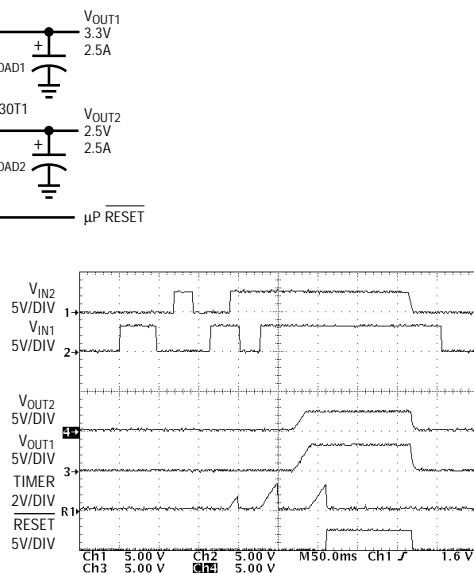 VOUT1
3.3V
2.5A
+
OAD1
30T1
VOUT2
2.5V
2.5A
+
OAD2
µP RESET
VIN2
5V/DIV
1
VIN1
5V/DIV
2
VOUT2
5V/DIV
4
VOUT1
5V/DIV
3
TIMER
2V/DIV
R1
RESET
5V/DIV
Ch1 5.00 V Ch2 5.00 V M50.0ms Ch1 1.6 V
Ch3 5.00 V Ch4 5.00 V